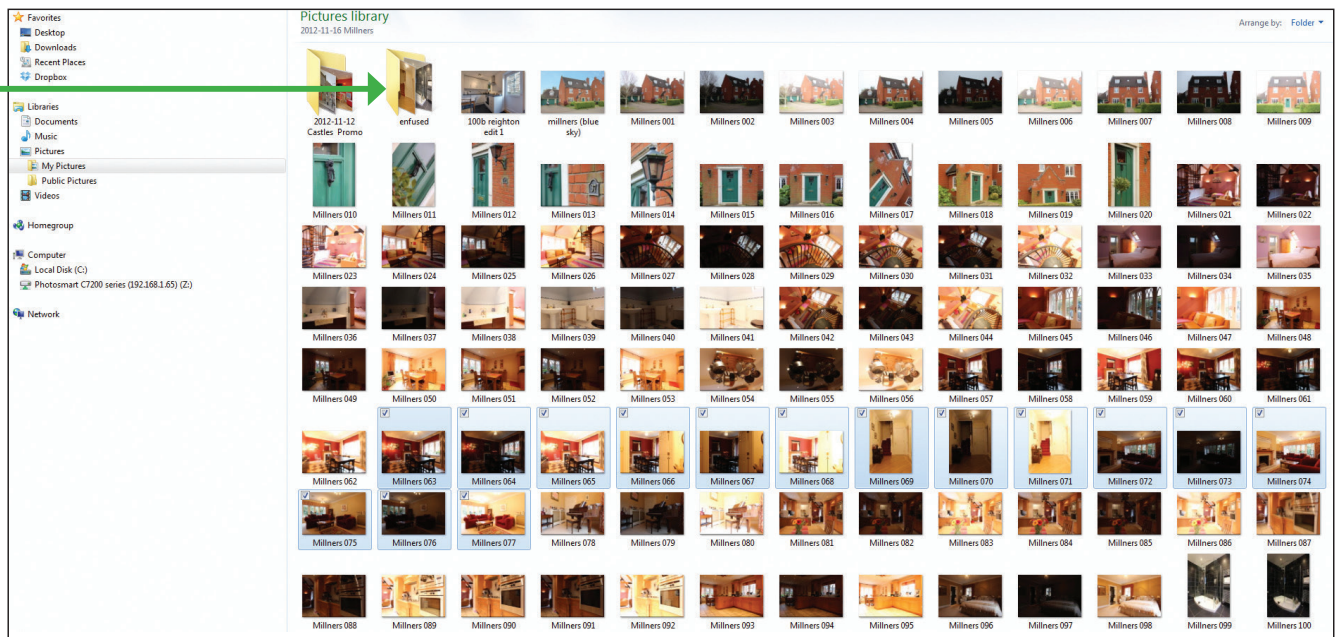 Favorites
Desktop
Downloads
Recent Places
Dropbox
Libraries
Documents
Music
Pictures
My Pictures
Public Pictures
Videos
Homegroup
Computer
Local Disk (C:)
Photosmart C7200 series (192.168.1.65) (Z:)
Network
Pictures library
2012-11-16 Millners
Arrange by: Folder
2012-11-12 Castles Promo
enfused
100b reighton edit 1
millners (blue sky)
Millners 001
Millners 002
Millners 003
Millners 004
Millners 005
Millners 006
Millners 007
Millners 008
Millners 009
Millners 010
Millners 011
Millners 012
Millners 013
Millners 014
Millners 015
Millners 016
Millners 017
Millners 018
Millners 019
Millners 020
Millners 021
Millners 022
Millners 023
Millners 024
Millners 025
Millners 026
Millners 027
Millners 028
Millners 029
Millners 030
Millners 031
Millners 032
Millners 033
Millners 034
Millners 035
Millners 036
Millners 037
Millners 038
Millners 039
Millners 040
Millners 041
Millners 042
Millners 043
Millners 044
Millners 045
Millners 046
Millners 047
Millners 048
Millners 049
Millners 050
Millners 051
Millners 052
Millners 053
Millners 054
Millners 055
Millners 056
Millners 057
Millners 058
Millners 059
Millners 060
Millners 061
Millners 062
Millners 063
Millners 064
Millners 065
Millners 066
Millners 067
Millners 068
Millners 069
Millners 070
Millners 071
Millners 072
Millners 073
Millners 074
Millners 075
Millners 076
Millners 077
Millners 078
Millners 079
Millners 080
Millners 081
Millners 082
Millners 083
Millners 084
Millners 085
Millners 086
Millners 087
Millners 088
Millners 089
Millners 090
Millners 091
Millners 092
Millners 093
Millners 094
Millners 095
Millners 096
Millners 097
Millners 098
Millners 099
Millners 100